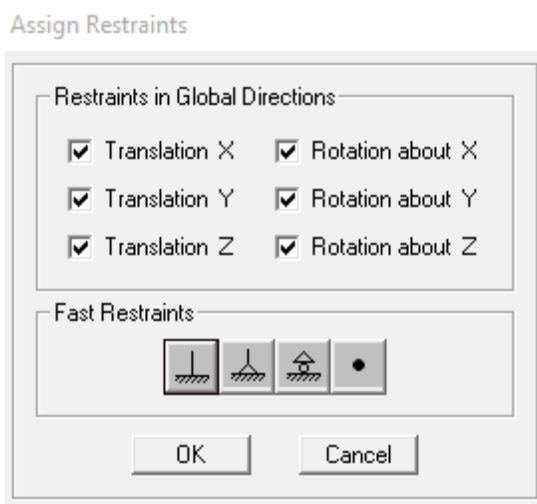 Assign Restraints
Restraints in Global Directions
Translation X Rotation about X
Translation Y Rotation about Y
Translation Z Rotation about Z
Fast Restraints
OK Cancel